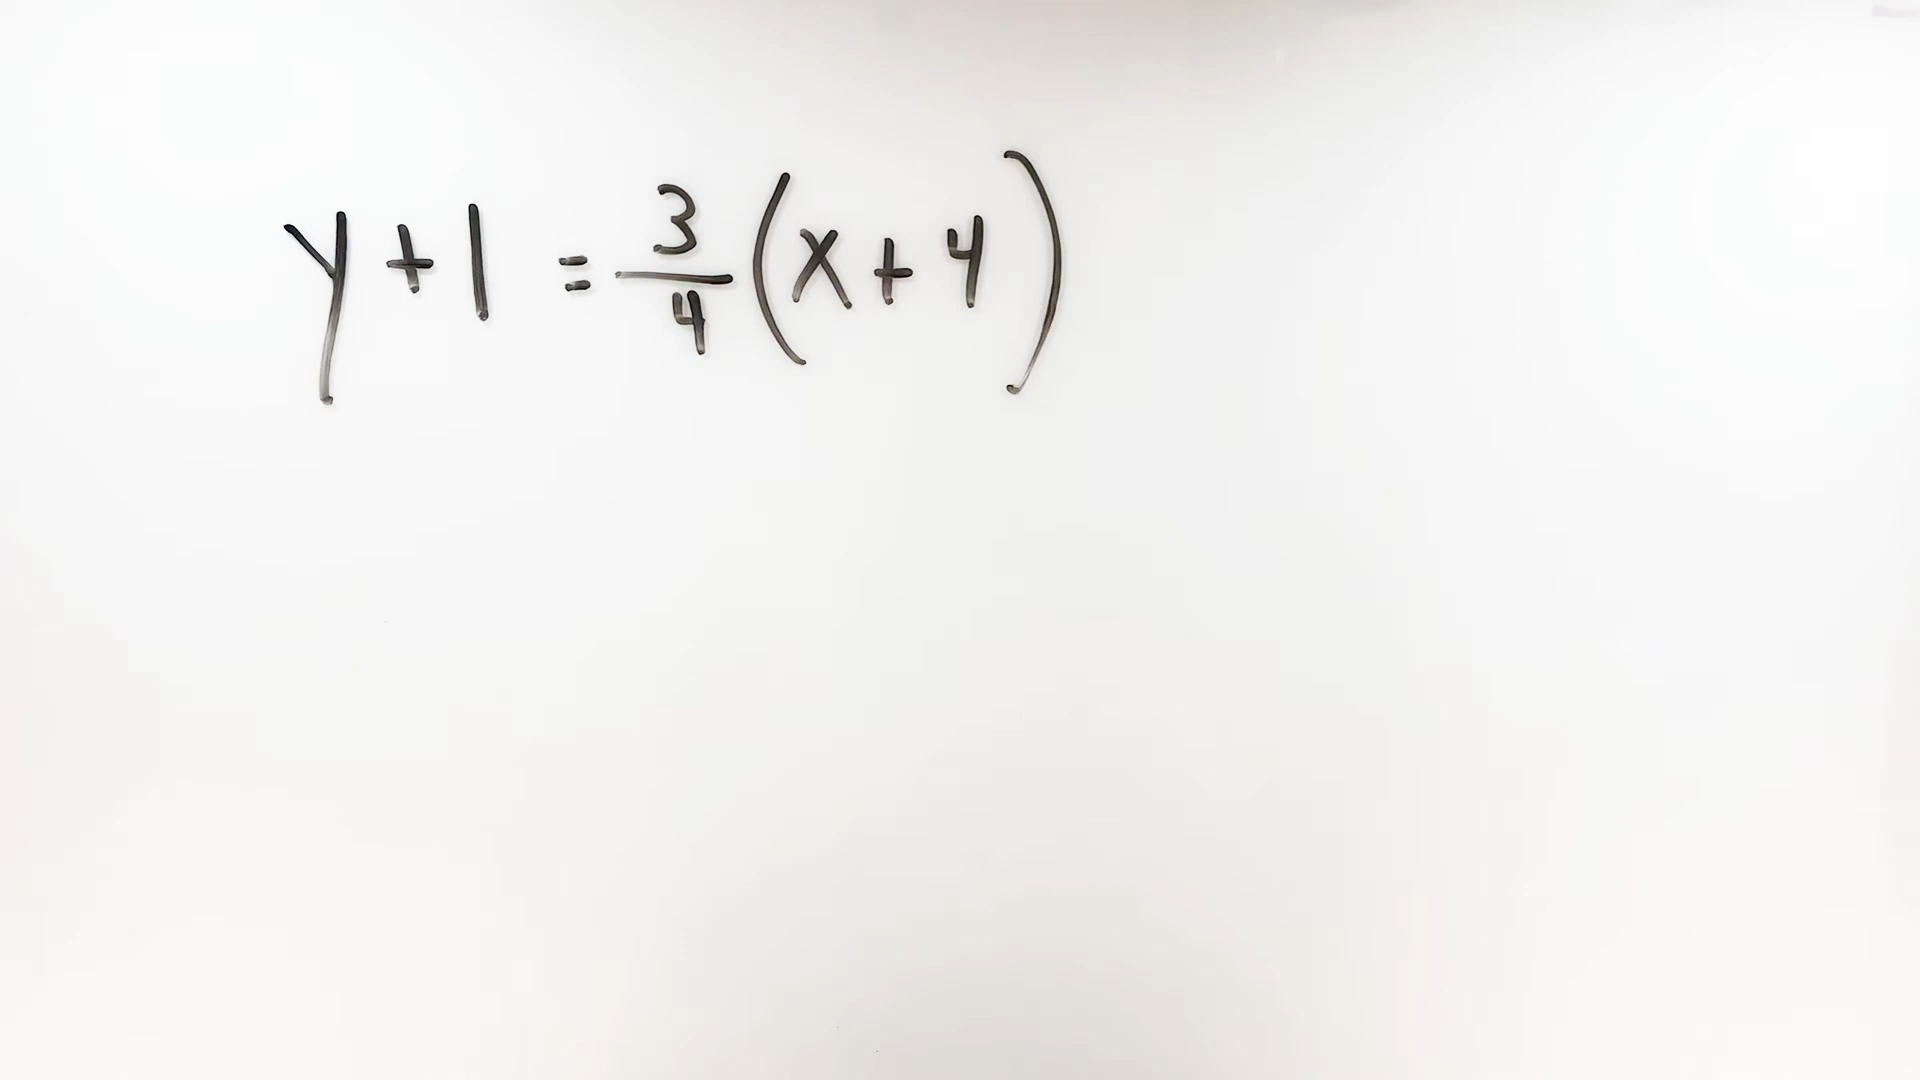 y + 1 = 3/4 (x + 4)